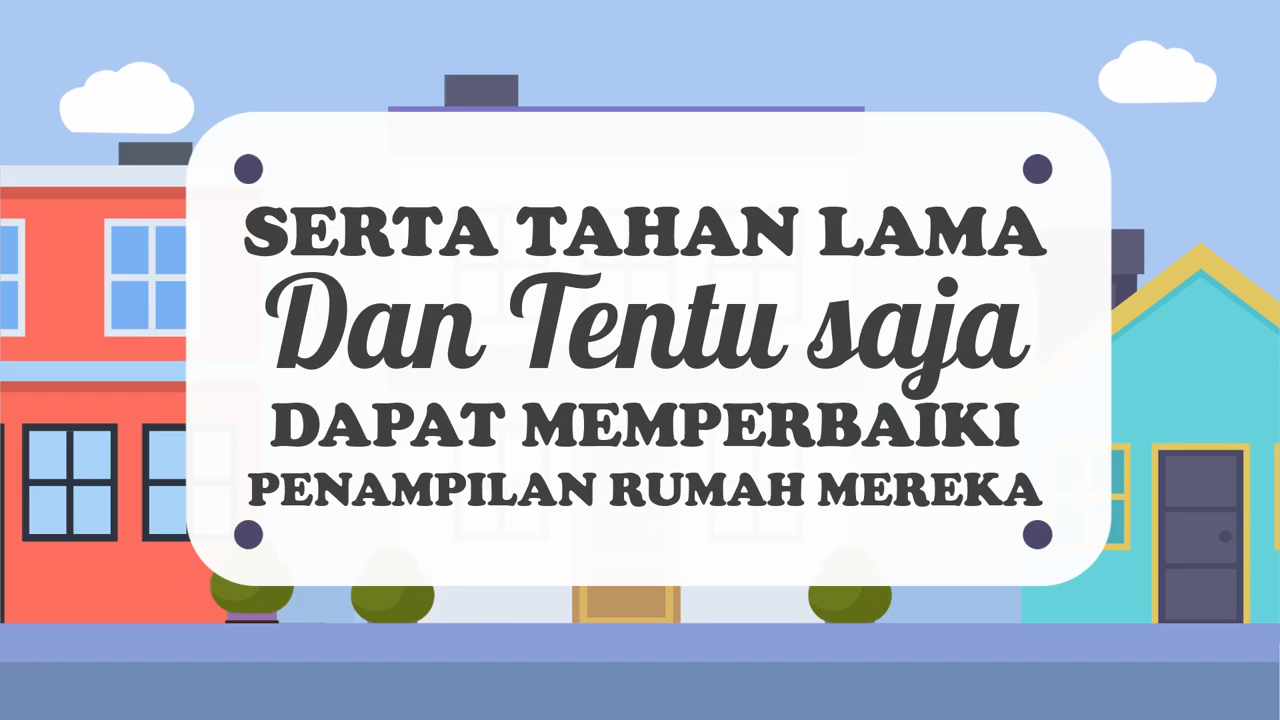 SERTA TAHAN LAMA
Dan Tentu saja
DAPAT MEMPERBAIKI
PENAMPILAN RUMAH MEREKA